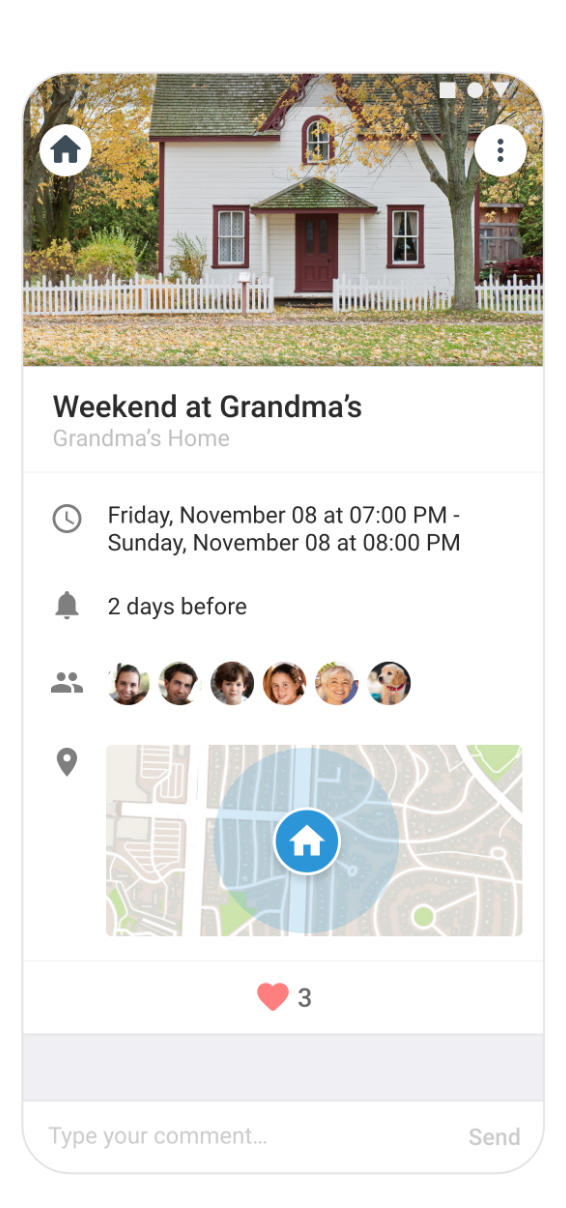 Weekend at Grandma's
Grandma's Home
Friday, November 08 at 07:00 PM -
Sunday, November 08 at 08:00 PM
2 days before
3
Type your comment...
Send